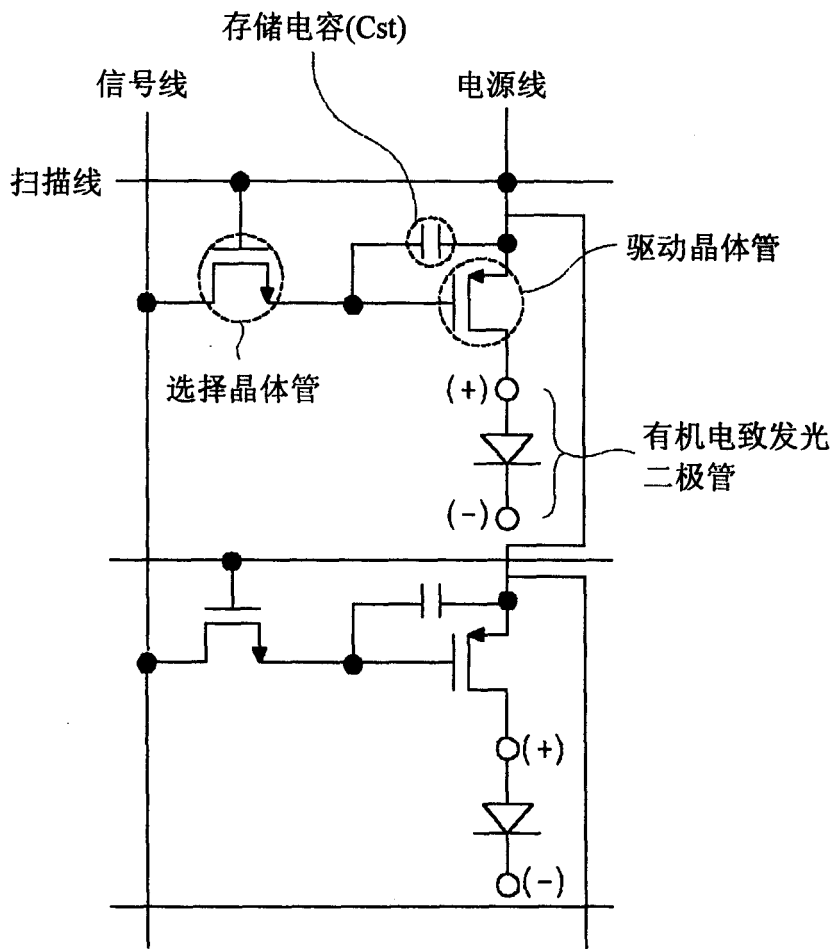 存储电容(Cst)
信号线
电源线
扫描线
驱动晶体管
选择晶体管
(+)
有机电致发光
二极管
(-)
(+)
(-)